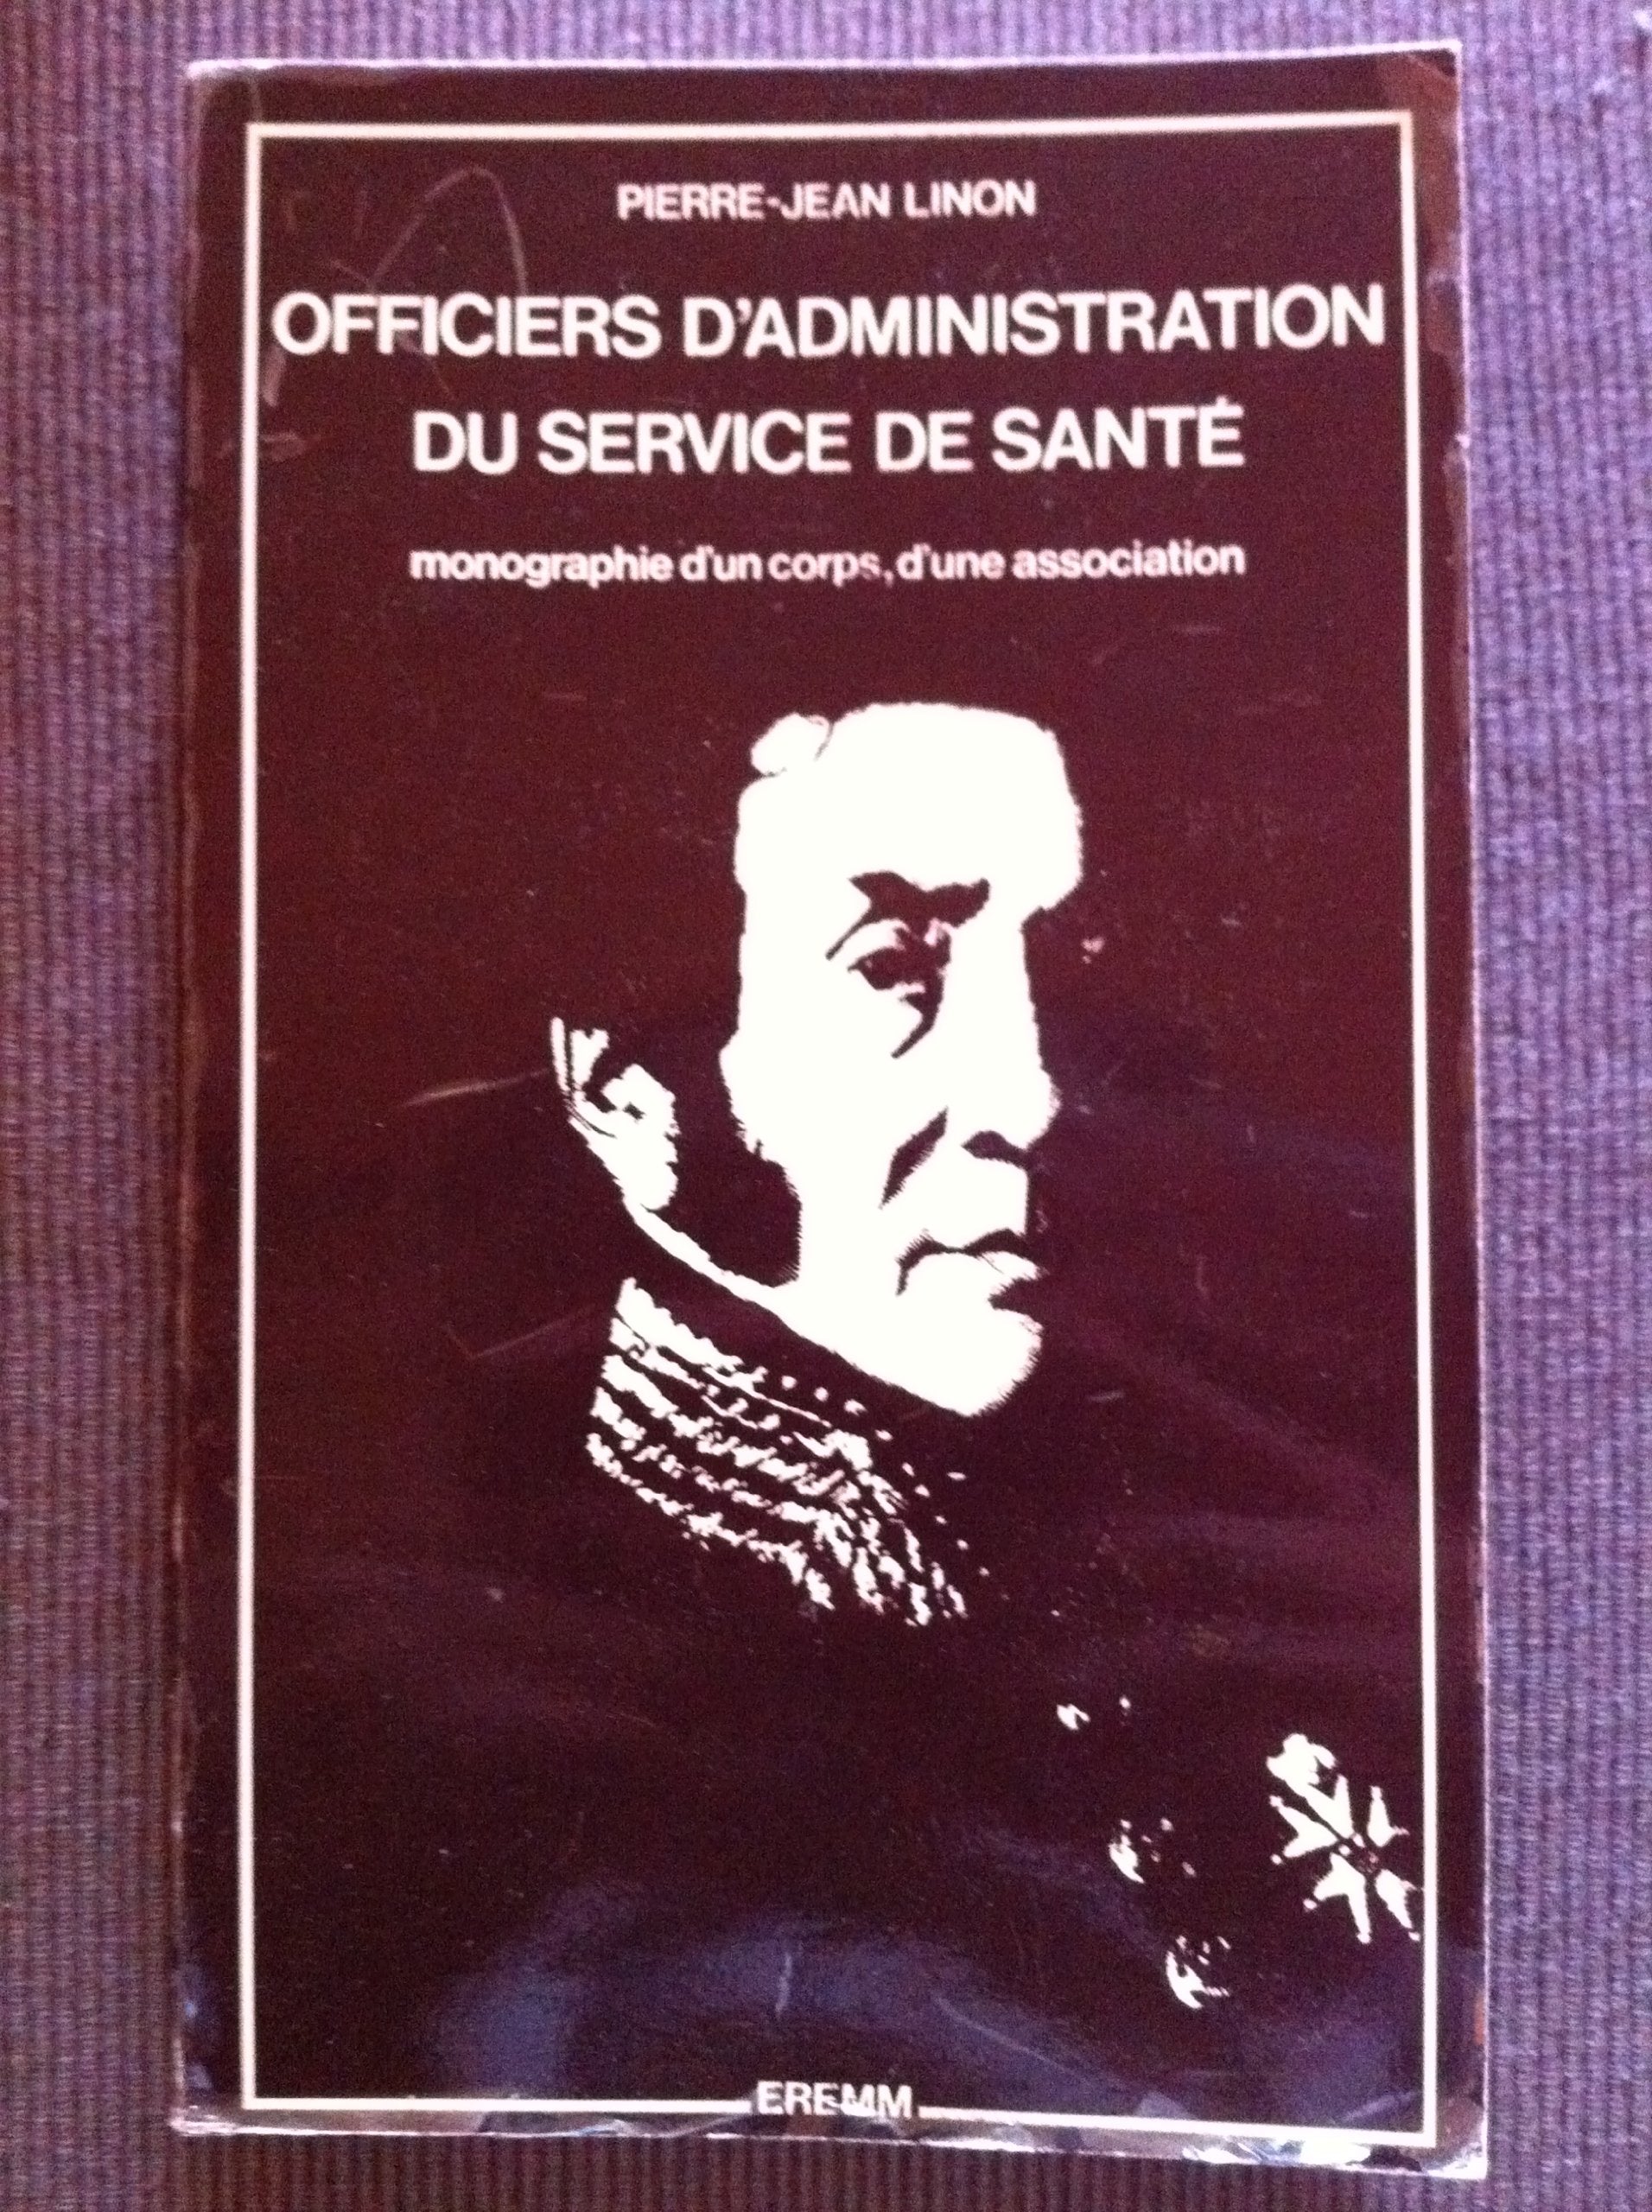 PIERRE-JEAN LINON
OFFICIERS D'ADMINISTRATION
DU SERVICE DE SANTÉ
monographie d'un corps, d'une association
EREMM